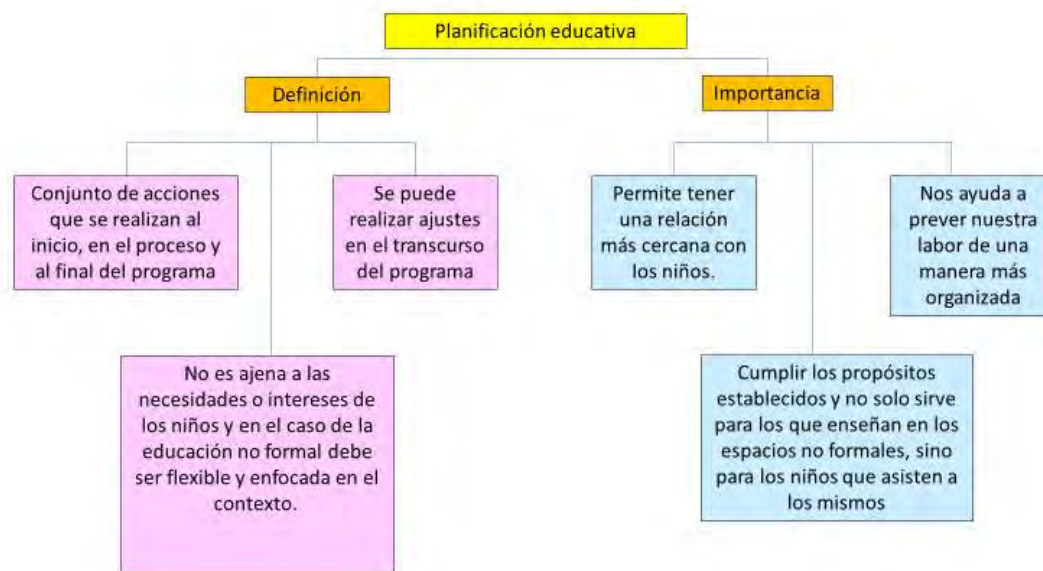 Planificación educativa
Definición
Importancia
Conjunto de acciones
que se realizan al
inicio, en el proceso y
al final del programa
Se puede
realizar ajustes
en el transcurso
del programa
Permite tener
una relación
más cercana con
los niños.
Nos ayuda a
prever nuestra
labor de una
manera más
organizada
No es ajena a las
necesidades o intereses de
los niños y en el caso de la
educación no formal debe
ser flexible y enfocada en el
contexto.
Cumplir los propósitos
establecidos y no solo sirve
para los que enseñan en los
espacios no formales, sino
para los niños que asisten a
los mismos